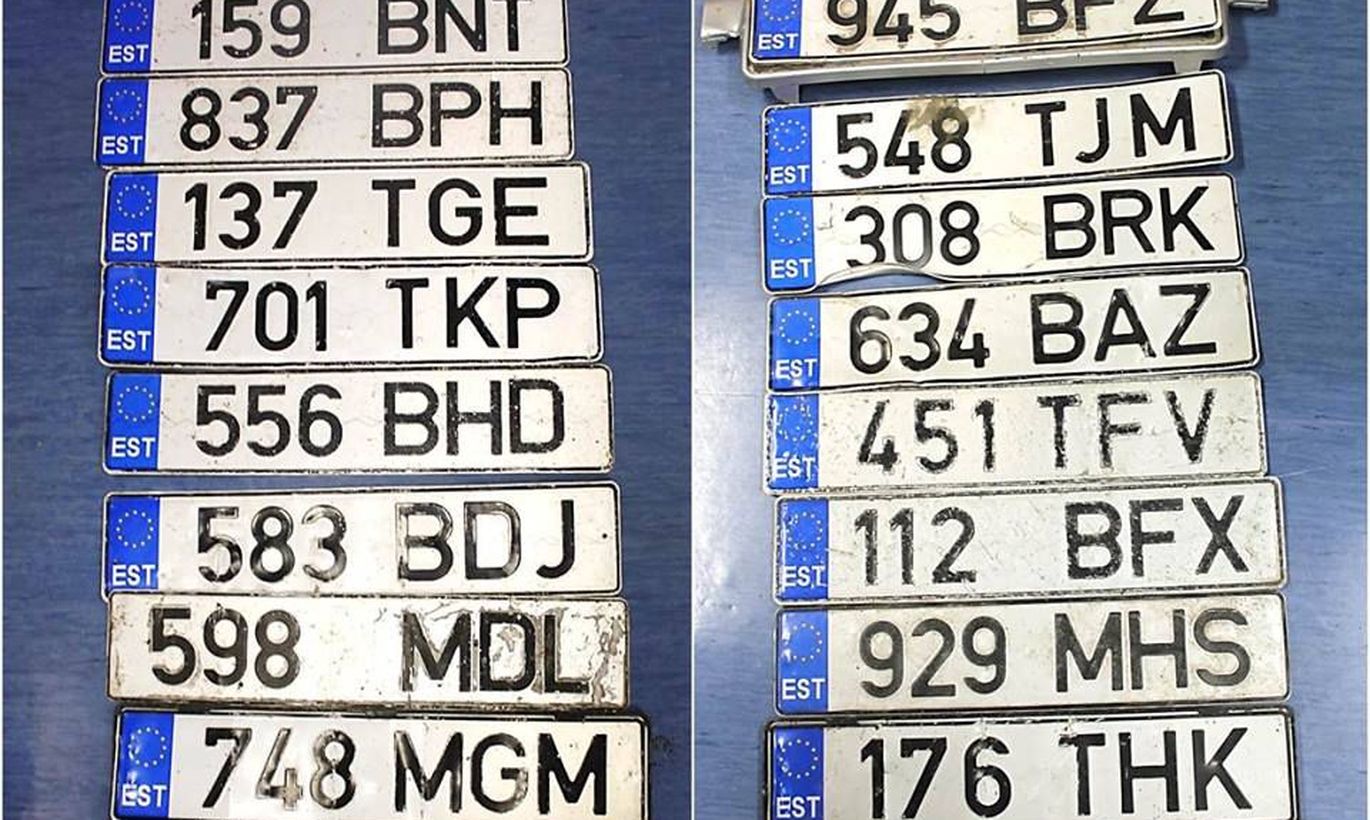 EST 159 BNT
EST 837 BPH
EST 137 TGE
EST 701 TKP
EST 556 BHD
EST 583 BDJ
598 MDL
EST 748 MGM
EST 945 BFZ
EST 548 TJM
EST 308 BRK
EST 634 BAZ
EST 451 TFV
EST 112 BFX
EST 929 MHS
EST 176 THK